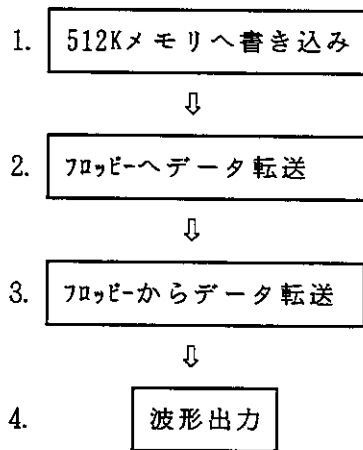 1. 512Kメモリへ書き込み
⇩
2. ﾌﾛｯﾋﾟｰへデータ転送
⇩
3. ﾌﾛｯﾋﾟｰからデータ転送
⇩
4. 波形出力